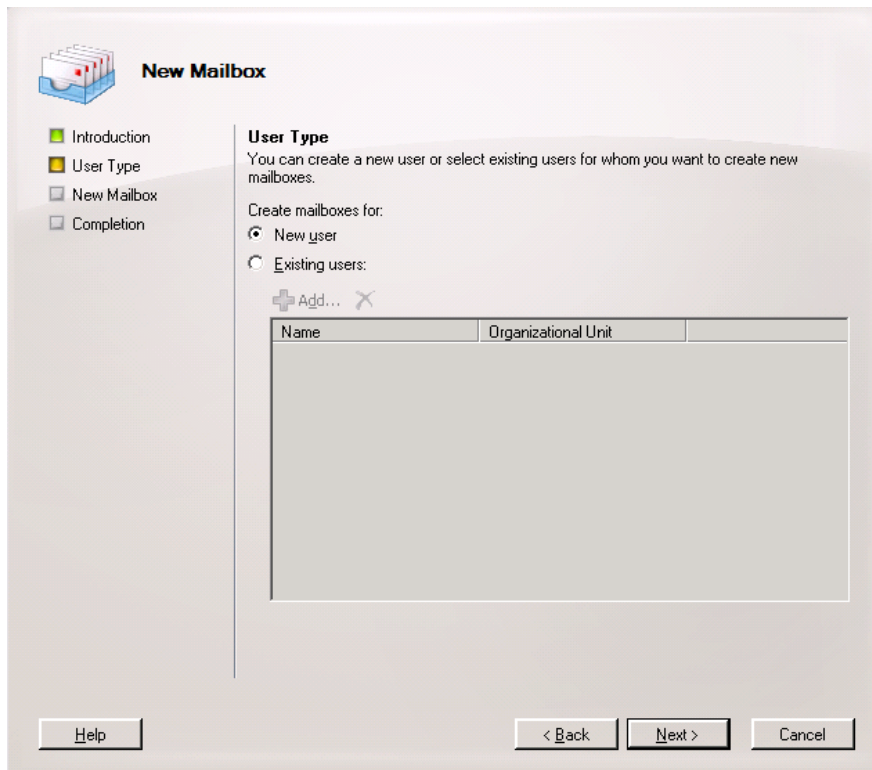 New Mailbox
Introduction
User Type
New Mailbox
Completion
User Type
You can create a new user or select existing users for whom you want to create new
mailboxes.
Create mailboxes for:
New user
Existing users:
Add...
Name Organizational Unit
Help < Back Next > Cancel